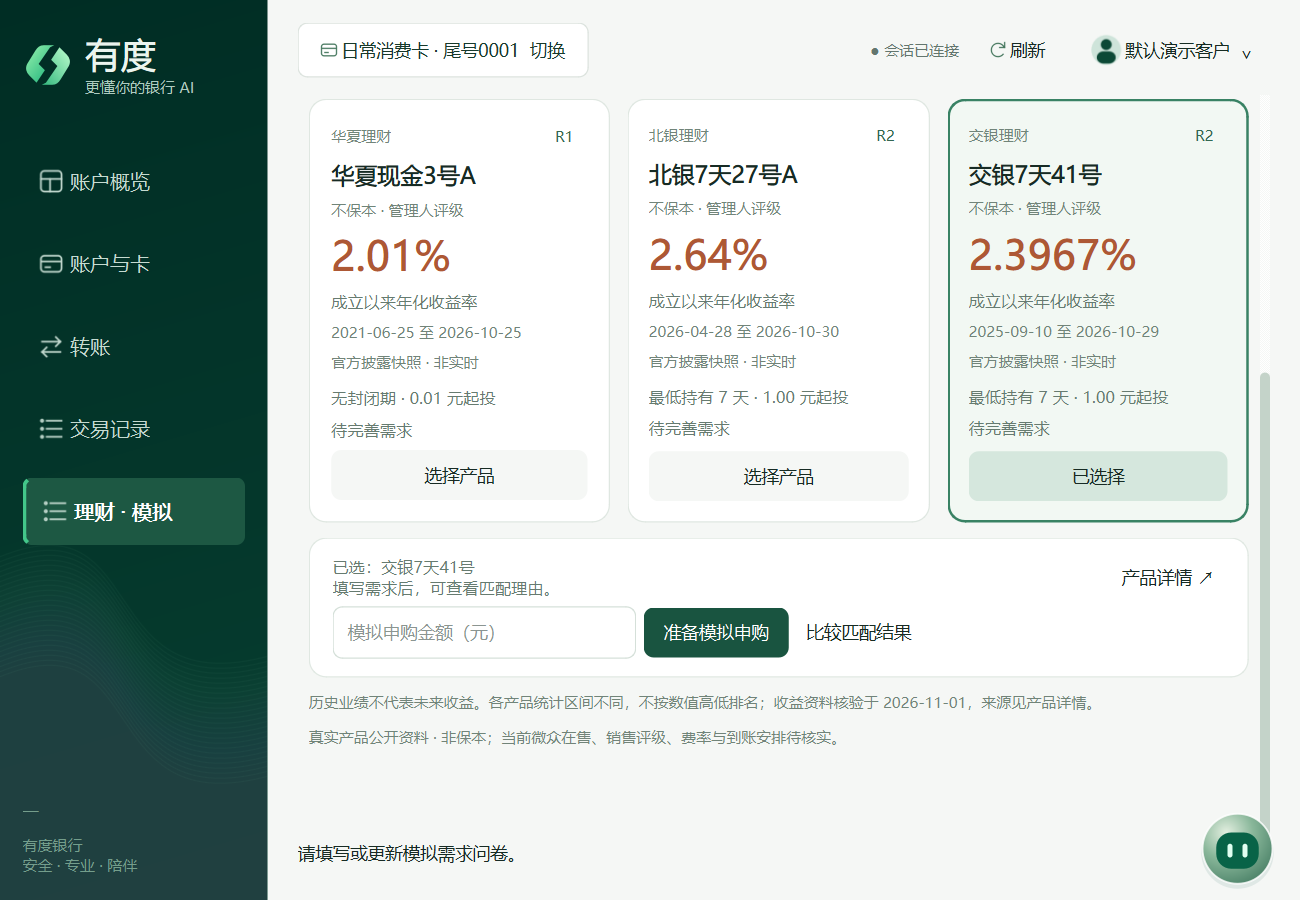 有度
更懂你的银行 AI
账户概览
账户与卡
转账
交易记录
理财 · 模拟
有度银行
安全 · 专业 · 陪伴
日常消费卡 · 尾号0001 切换
会话已连接
刷新
默认演示客户
华夏理财 R1
华夏现金3号A
不保本 · 管理人评级
2.01%
成立以来年化收益率
2021-06-25 至 2026-10-25
官方披露快照 · 非实时
无封闭期 · 0.01 元起投
待完善需求
选择产品
北银理财 R2
北银7天27号A
不保本 · 管理人评级
2.64%
成立以来年化收益率
2026-04-28 至 2026-10-30
官方披露快照 · 非实时
最低持有 7 天 · 1.00 元起投
待完善需求
选择产品
交银理财 R2
交银7天41号
不保本 · 管理人评级
2.3967%
成立以来年化收益率
2025-09-10 至 2026-10-29
官方披露快照 · 非实时
最低持有 7 天 · 1.00 元起投
待完善需求
已选择
已选：交银7天41号
填写需求后，可查看匹配理由。
产品详情 ↗
模拟申购金额（元）
准备模拟申购
比较匹配结果
历史业绩不代表未来收益。各产品统计区间不同，不按数值高低排名；收益资料核验于 2026-11-01，来源见产品详情。
真实产品公开资料 · 非保本；当前微众在售、销售评级、费率与到账安排待核实。
请填写或更新模拟需求问卷。